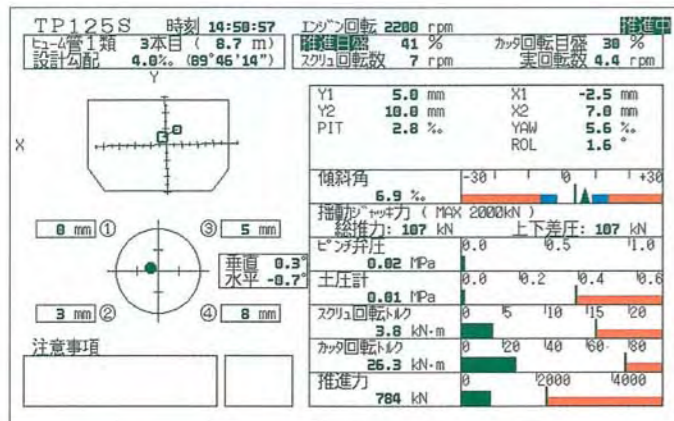 TP125S 時刻 14:50:57 エンジン回転 2200 rpm 推進中
ヒューム管Ⅰ類 3本目 ( 8.7 m)
設計勾配 4.0‰ (89°46'14")
推進目盛 41 % カッタ回転目盛 30 %
スクリュ回転数 7 rpm 実回転数 4.4 rpm
Y
X
Y1 5.0 mm X1 -2.5 mm
Y2 10.0 mm X2 7.0 mm
PIT 2.8 ‰ YAW 5.6 ‰
ROL 1.6 °
傾斜角 -30 0 +30
6.9 ‰
揺動ジャッキ力 ( MAX 2000kN )
総推力: 107 kN 上下差圧: 107 kN
0 mm ① ③ 5 mm
垂直 0.3°
水平 -0.7°
3 mm ② ④ 8 mm
ピンチ弁圧 0.0 0.5 1.0
0.02 MPa
土圧計 0.0 0.2 0.4 0.6
0.01 MPa
スクリュ回転トルク 0 5 10 15 20
3.8 kN·m
カッタ回転トルク 0 20 40 60 80
26.3 kN·m
推進力 0 2000 4000
784 kN
注意事項